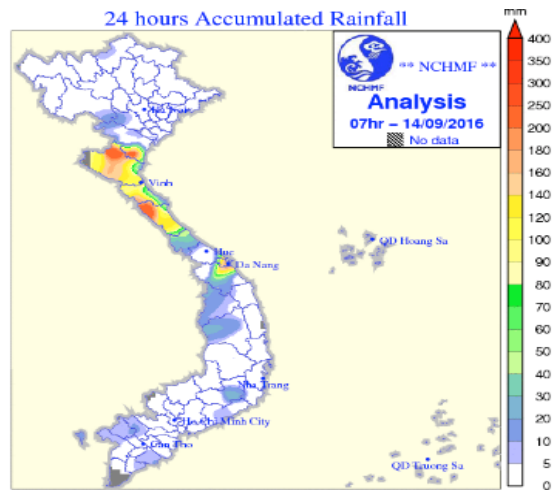 24 hours Accumulated Rainfall
mm
** NCHMF **
NCHMF
Analysis
07hr – 14/09/2016
No data
400
350
300
250
200
180
160
140
120
100
90
80
70
60
50
40
30
20
10
5
0
Vinh
Hue
Da Nang
QD Hoang Sa
Nha Trang
Ho Chi Minh City
Can Tho
QD Truong Sa